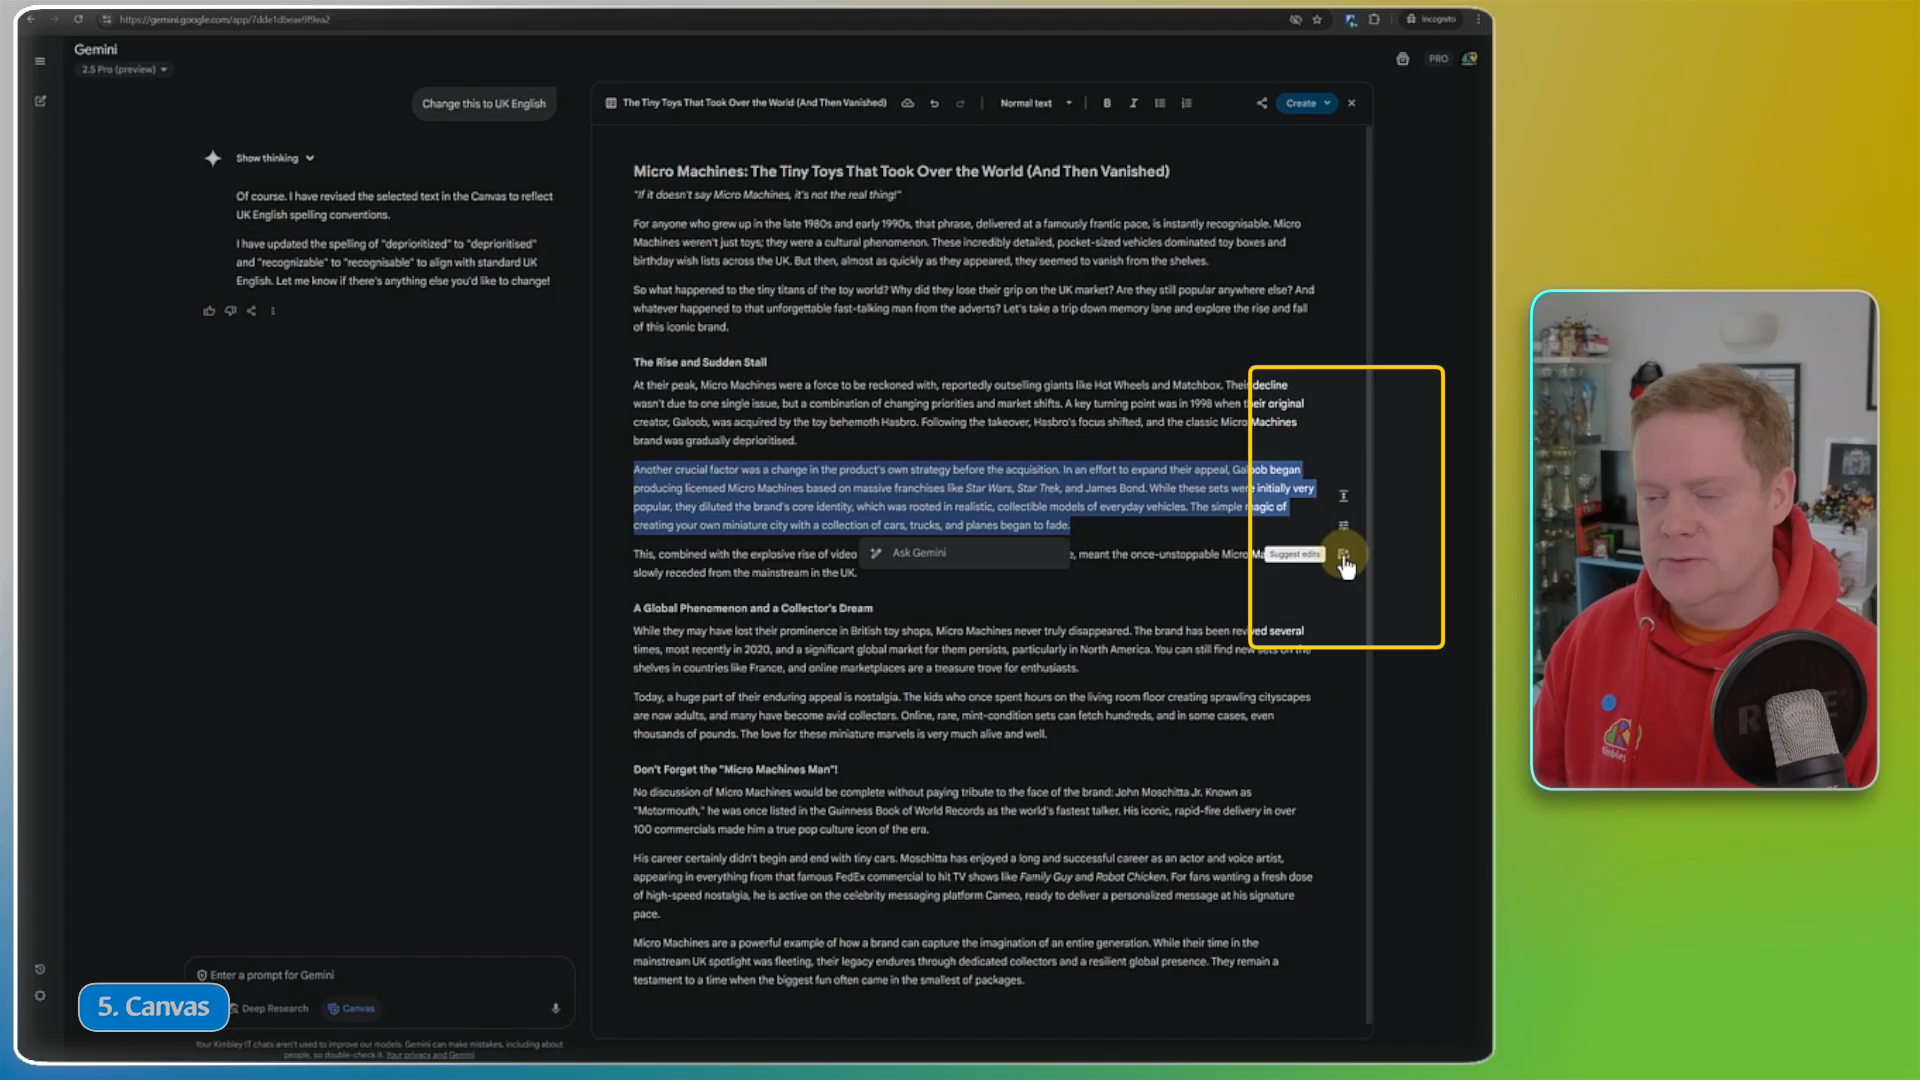 https://gemini.google.com/app/7dde1dbeae9f9ea2
Incognito
Gemini
2.5 Pro (preview)
PRO
Change this to UK English
Show thinking
Of course. I have revised the selected text in the Canvas to reflect
UK English spelling conventions.
I have updated the spelling of "deprioritized" to "deprioritised"
and "recognizable" to "recognisable" to align with standard UK
English. Let me know if there's anything else you'd like to change!
The Tiny Toys That Took Over the World (And Then Vanished)
Normal text
B
I
Create
Micro Machines: The Tiny Toys That Took Over the World (And Then Vanished)
"If it doesn't say Micro Machines, it's not the real thing!"
For anyone who grew up in the late 1980s and early 1990s, that phrase, delivered at a famously frantic pace, is instantly recognisable. Micro
Machines weren't just toys; they were a cultural phenomenon. These incredibly detailed, pocket-sized vehicles dominated toy boxes and
birthday wish lists across the UK. But then, almost as quickly as they appeared, they seemed to vanish from the shelves.
So what happened to the tiny titans of the toy world? Why did they lose their grip on the UK market? Are they still popular anywhere else? And
whatever happened to that unforgettable fast-talking man from the adverts? Let's take a trip down memory lane and explore the rise and fall
of this iconic brand.
The Rise and Sudden Stall
At their peak, Micro Machines were a force to be reckoned with, reportedly outselling giants like Hot Wheels and Matchbox. Their decline
wasn't due to one single issue, but a combination of changing priorities and market shifts. A key turning point was in 1998 when their original
creator, Galoob, was acquired by the toy behemoth Hasbro. Following the takeover, Hasbro's focus shifted, and the classic Micro Machines
brand was gradually deprioritised.
Another crucial factor was a change in the product's own strategy before the acquisition. In an effort to expand their appeal, Galoob began
producing licensed Micro Machines based on massive franchises like Star Wars, Star Trek, and James Bond. While these sets were initially very
popular, they diluted the brand's core identity, which was rooted in realistic, collectible models of everyday vehicles. The simple magic of
creating your own miniature city with a collection of cars, trucks, and planes began to fade.
Ask Gemini
Suggest edits
This, combined with the explosive rise of video , meant the once-unstoppable Micro
slowly receded from the mainstream in the UK.
A Global Phenomenon and a Collector's Dream
While they may have lost their prominence in British toy shops, Micro Machines never truly disappeared. The brand has been revived several
times, most recently in 2020, and a significant global market for them persists, particularly in North America. You can still find new sets on the
shelves in countries like France, and online marketplaces are a treasure trove for enthusiasts.
Today, a huge part of their enduring appeal is nostalgia. The kids who once spent hours on the living room floor creating sprawling cityscapes
are now adults, and many have become avid collectors. Online, rare, mint-condition sets can fetch hundreds, and in some cases, even
thousands of pounds. The love for these miniature marvels is very much alive and well.
Don't Forget the "Micro Machines Man"!
No discussion of Micro Machines would be complete without paying tribute to the face of the brand: John Moschitta Jr. Known as
"Motormouth," he was once listed in the Guinness Book of World Records as the world's fastest talker. His iconic, rapid-fire delivery in over
100 commercials made him a true pop culture icon of the era.
His career certainly didn't begin and end with tiny cars. Moschitta has enjoyed a long and successful career as an actor and voice artist,
appearing in everything from that famous FedEx commercial to hit TV shows like Family Guy and Robot Chicken. For fans wanting a fresh dose
of high-speed nostalgia, he is active on the celebrity messaging platform Cameo, ready to deliver a personalized message at his signature
pace.
Micro Machines are a powerful example of how a brand can capture the imagination of an entire generation. While their time in the
mainstream UK spotlight was fleeting, their legacy endures through dedicated collectors and a resilient global presence. They remain a
testament to a time when the biggest fun often came in the smallest of packages.
Enter a prompt for Gemini
Deep Research
Canvas
Your Kimbley IT chats aren't used to improve our models. Gemini can make mistakes, including about
people, so double-check it. Your privacy and Gemini
5. Canvas